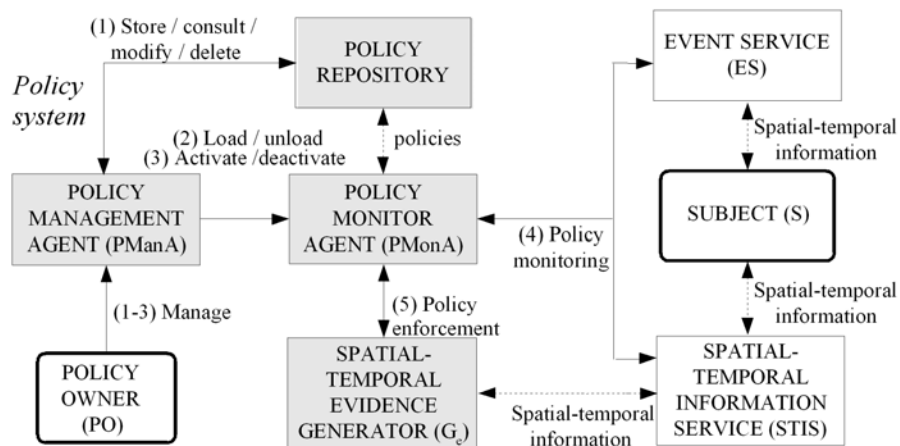 (1) Store / consult /
modify / delete
POLICY
REPOSITORY
EVENT SERVICE
(ES)
Policy
system
(2) Load / unload
(3) Activate /deactivate
policies
Spatial-temporal
information
POLICY
MANAGEMENT
AGENT (PManA)
POLICY
MONITOR
AGENT (PMonA)
SUBJECT (S)
(4) Policy
monitoring
(1-3) Manage
(5) Policy
enforcement
Spatial-temporal
information
POLICY
OWNER
(PO)
SPATIAL-
TEMPORAL
EVIDENCE
GENERATOR (Ge)
Spatial-temporal
information
SPATIAL-
TEMPORAL
INFORMATION
SERVICE (STIS)